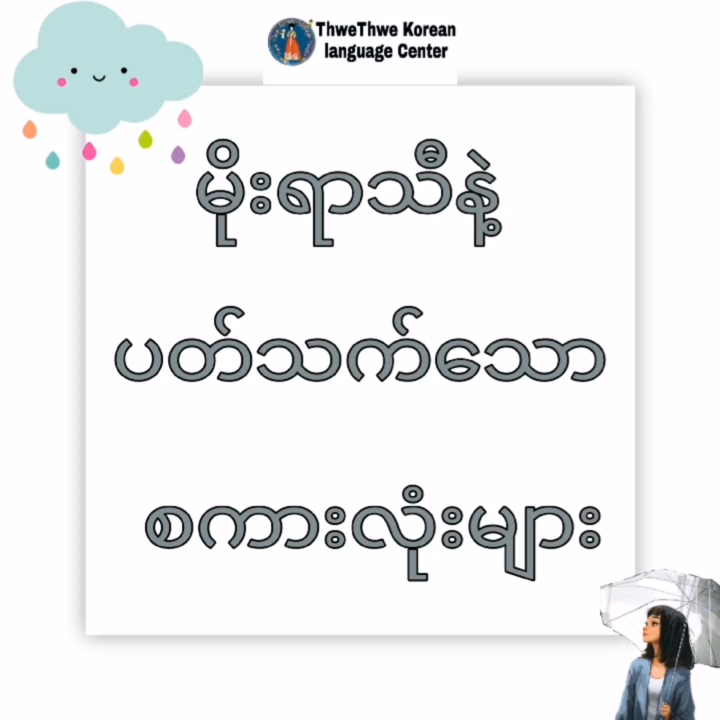 ThweThwe Korean
language Center
မိုးရာသီနဲ့
ပတ်သက်သော
စကားလုံးများ